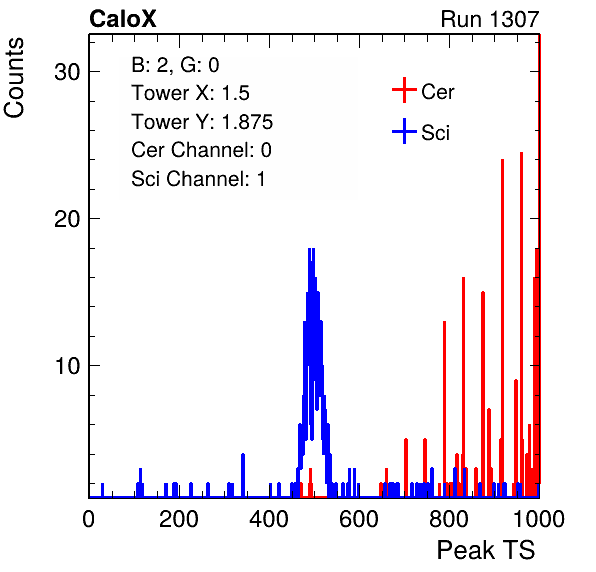 CaloX
Run 1307
Counts
B: 2, G: 0
Tower X: 1.5
Tower Y: 1.875
Cer Channel: 0
Sci Channel: 1
Cer
Sci
30
20
10
0 200 400 600 800 1000
Peak TS